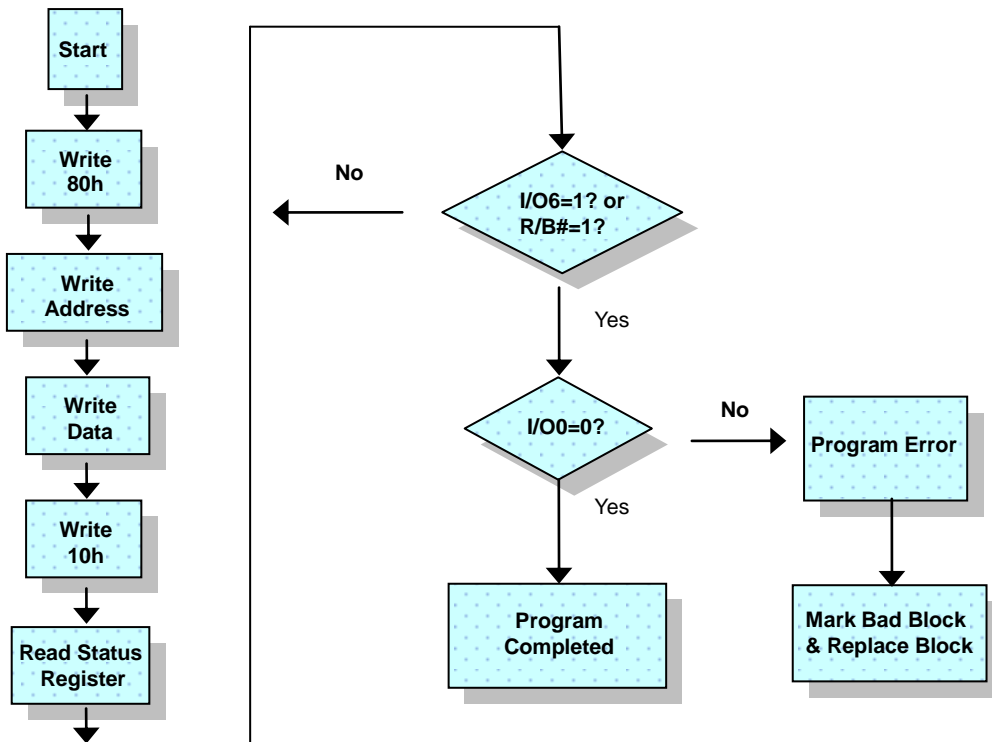 Start
Write
80h
Write
Address
Write
Data
Write
10h
Read Status
Register
No
I/O6=1? or
R/B#=1?
Yes
I/O0=0?
No
Program Error
Yes
Program
Completed
Mark Bad Block
& Replace Block